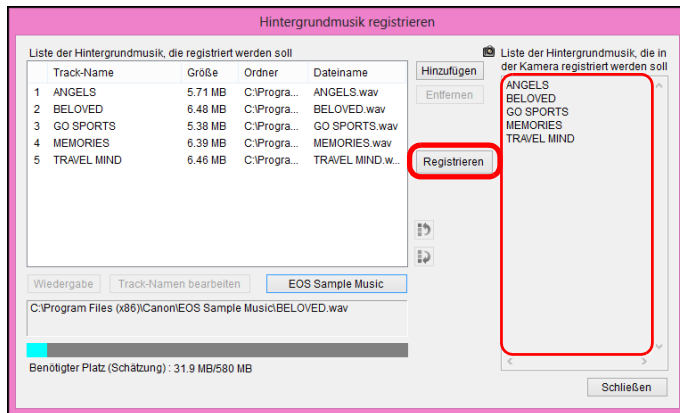 Hintergrundmusik registrieren
Liste der Hintergrundmusik, die registriert werden soll
Track-Name Größe Ordner Dateiname
1 ANGELS 5.71 MB C:\Progra... ANGELS.wav
2 BELOVED 6.48 MB C:\Progra... BELOVED.wav
3 GO SPORTS 5.38 MB C:\Progra... GO SPORTS.wav
4 MEMORIES 6.39 MB C:\Progra... MEMORIES.wav
5 TRAVEL MIND 6.46 MB C:\Progra... TRAVEL MIND.w...
Wiedergabe Track-Namen bearbeiten EOS Sample Music
C:\Program Files (x86)\Canon\EOS Sample Music\BELOVED.wav
Benötigter Platz (Schätzung) : 31.9 MB/580 MB
Hinzufügen
Entfernen
Registrieren
Liste der Hintergrundmusik, die in
der Kamera registriert werden soll
ANGELS
BELOVED
GO SPORTS
MEMORIES
TRAVEL MIND
Schließen